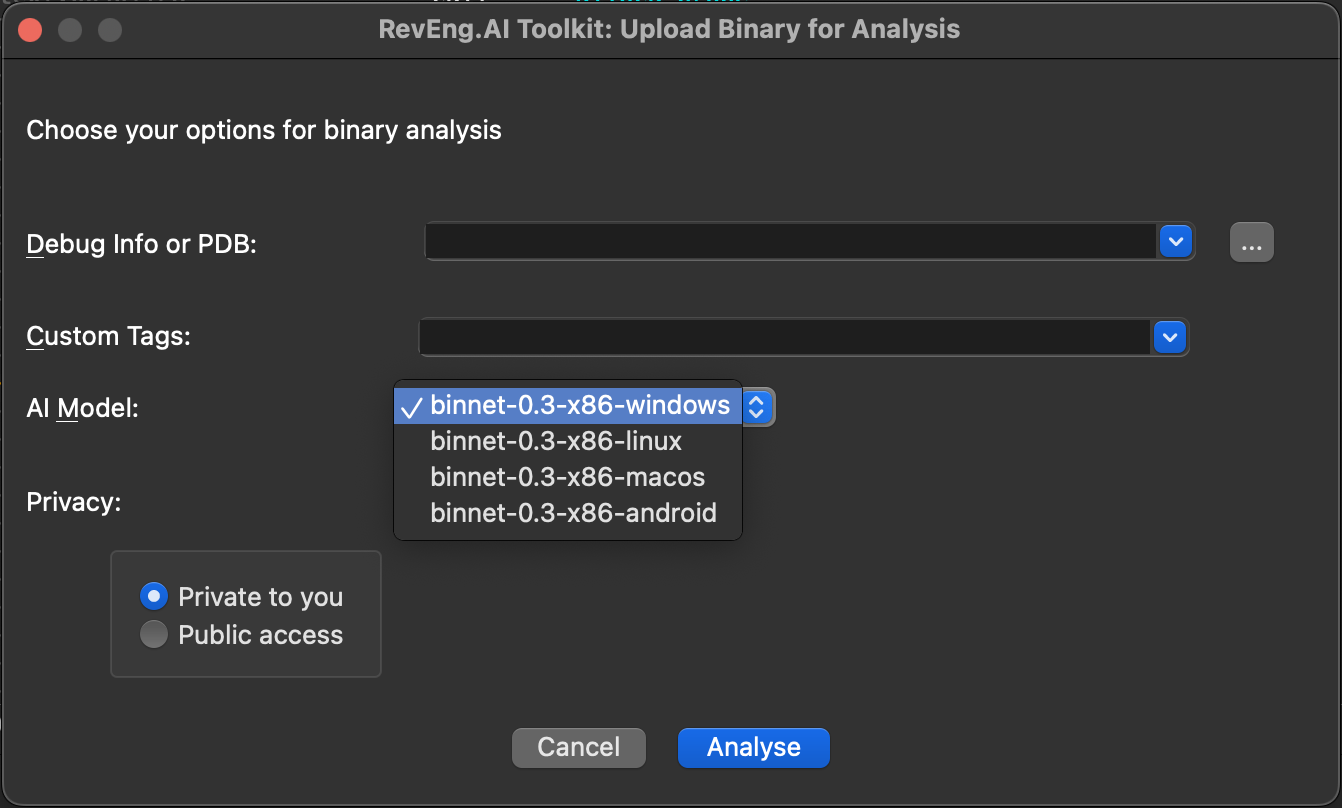 RevEng.AI Toolkit: Upload Binary for Analysis
Choose your options for binary analysis
Debug Info or PDB:
...
Custom Tags:
AI Model:
binnet-0.3-x86-windows
binnet-0.3-x86-linux
binnet-0.3-x86-macos
binnet-0.3-x86-android
Privacy:
Private to you
Public access
Cancel
Analyse